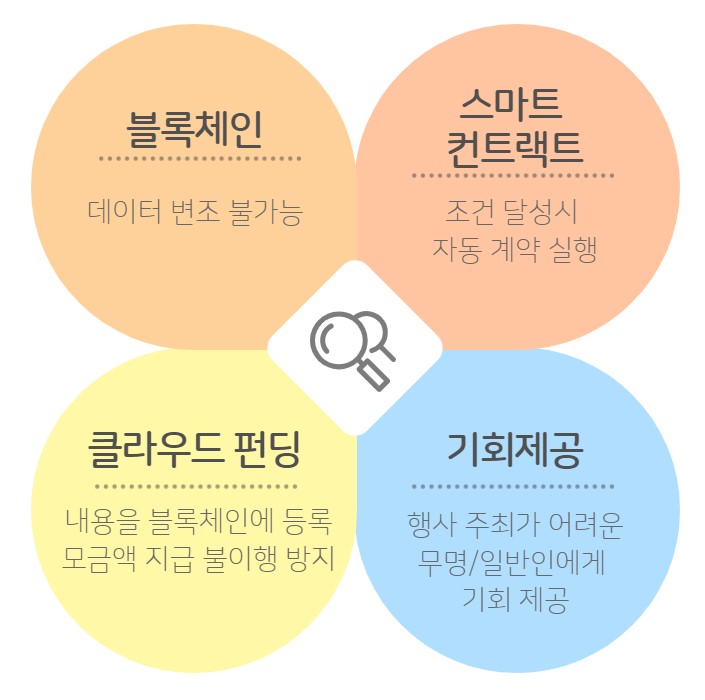 블록체인
데이터 변조 불가능
스마트
컨트랙트
조건 달성시
자동 계약 실행
클라우드 펀딩
내용을 블록체인에 등록
모금액 지급 불이행 방지
기회제공
행사 주최가 어려운
무명/일반인에게
기회 제공